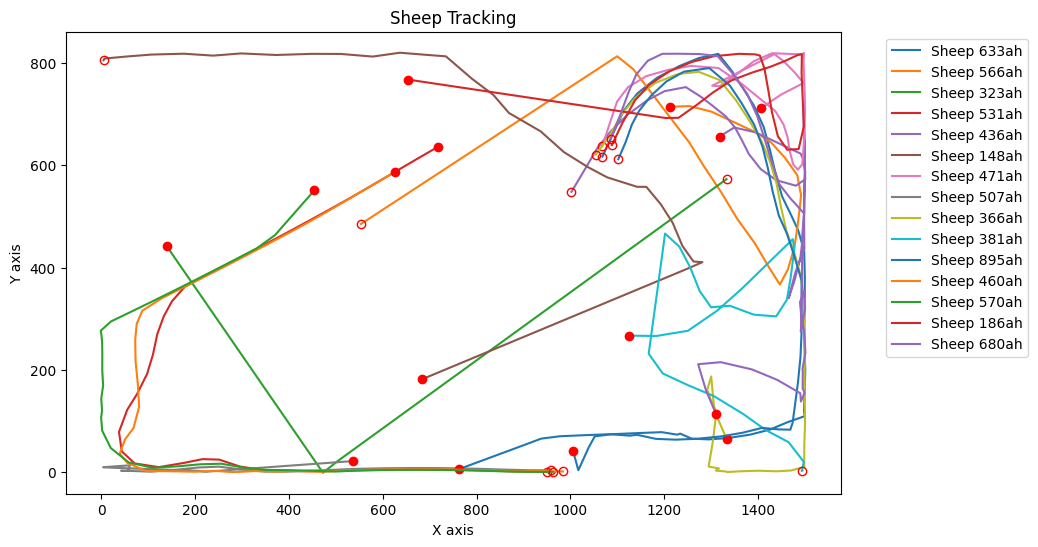 Sheep Tracking
Y axis
800
600
400
200
0
0 200 400 600 800 1000 1200 1400
X axis
Sheep 633ah
Sheep 566ah
Sheep 323ah
Sheep 531ah
Sheep 436ah
Sheep 148ah
Sheep 471ah
Sheep 507ah
Sheep 366ah
Sheep 381ah
Sheep 895ah
Sheep 460ah
Sheep 570ah
Sheep 186ah
Sheep 680ah